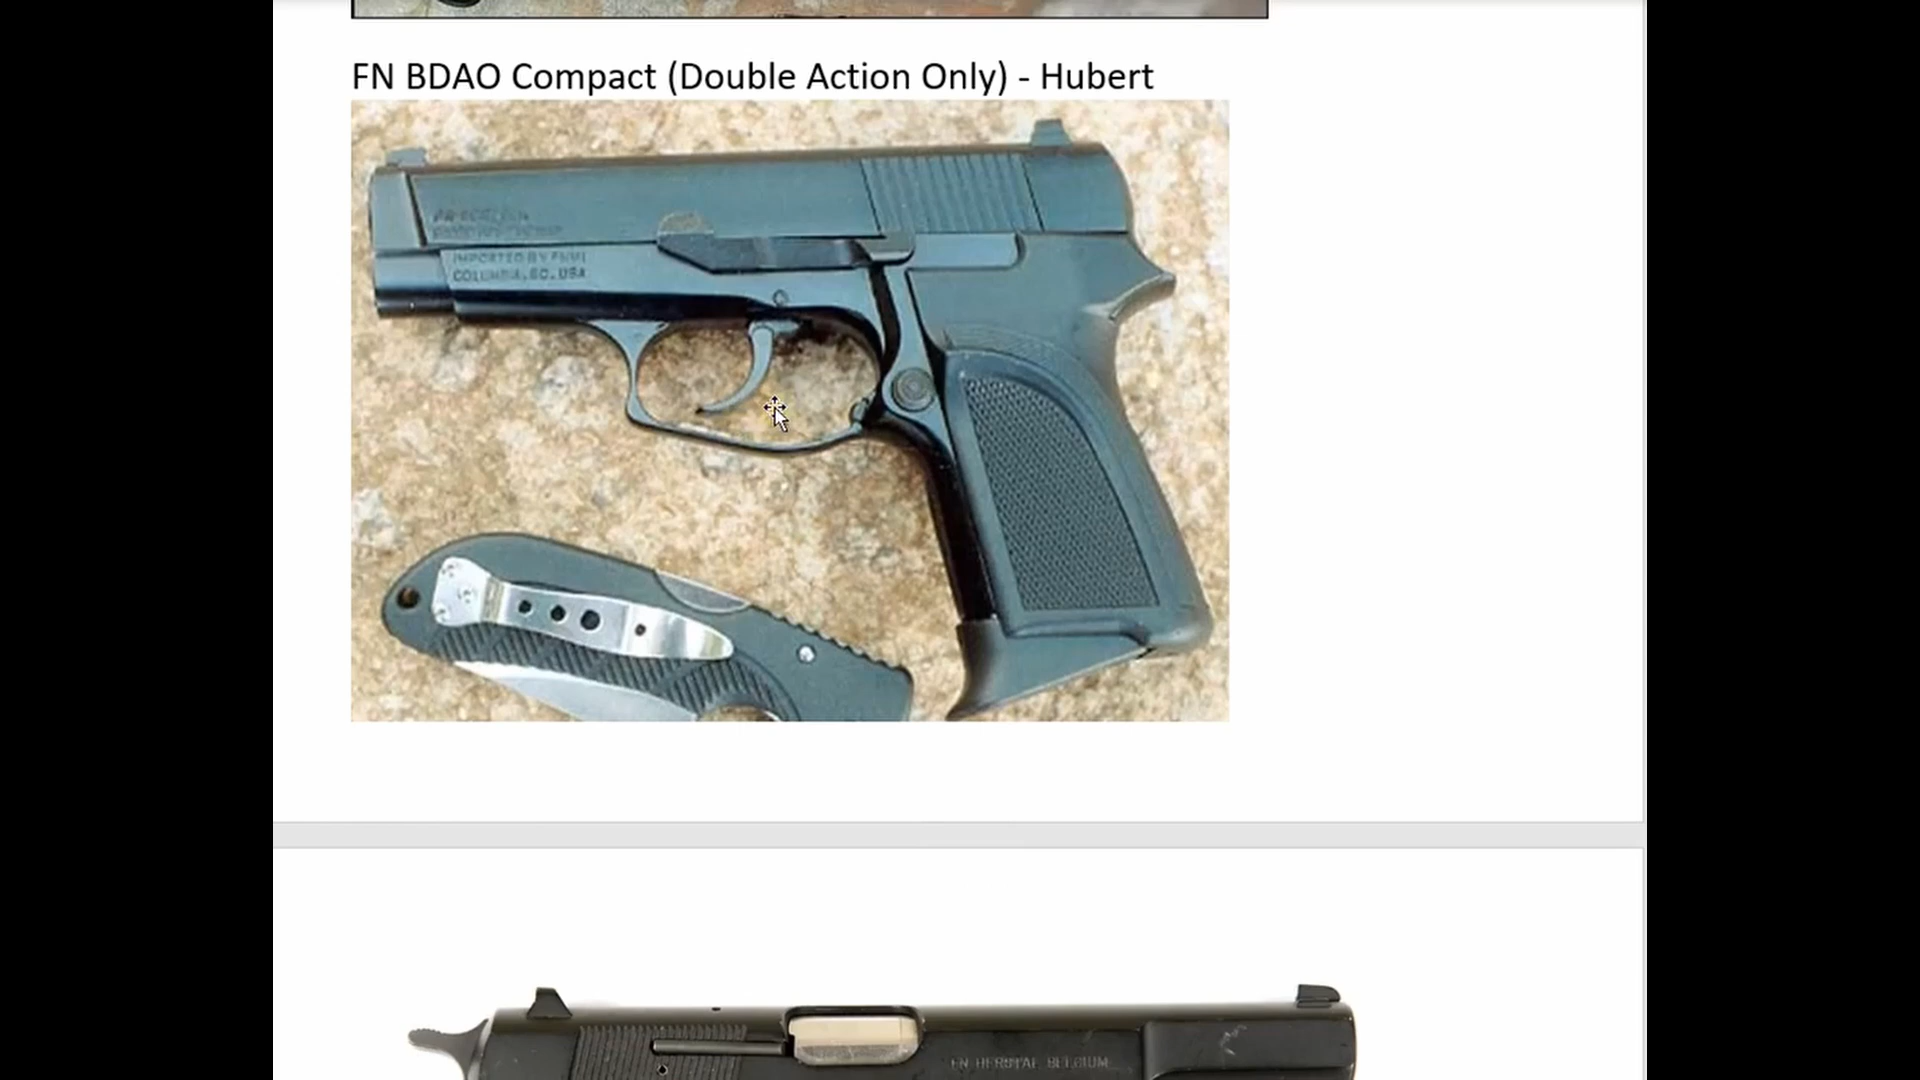 FN BDAO Compact (Double Action Only) - Hubert
IMPORTED BY FNMI
COLUMBIA, SC, USA
FN HERSTAL BELGIUM